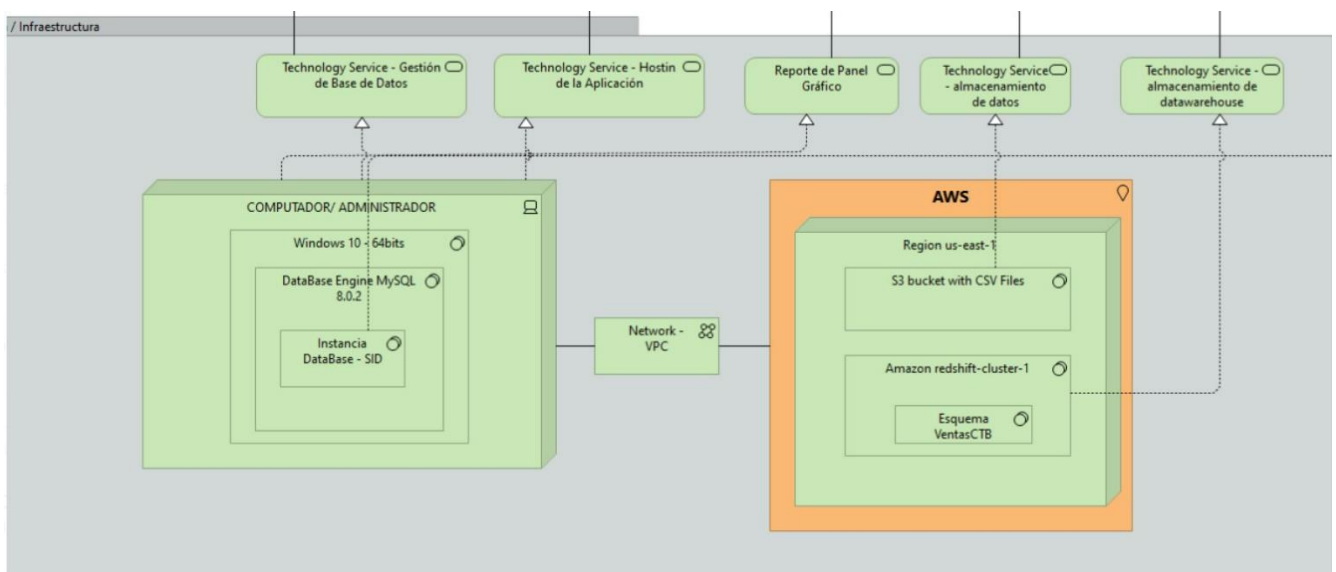 / Infraestructura
Technology Service - Gestión
de Base de Datos
Technology Service - Hostin
de la Aplicación
Reporte de Panel
Gráfico
Technology Service
- almacenamiento
de datos
Technology Service -
almacenamiento de
datawarehouse
COMPUTADOR/ ADMINISTRADOR
Windows 10 - 64bits
DataBase Engine MySQL
8.0.2
Instancia
DataBase - SID
Network -
VPC
AWS
Region us-east-1
S3 bucket with CSV Files
Amazon redshift-cluster-1
Esquema
VentasCTB